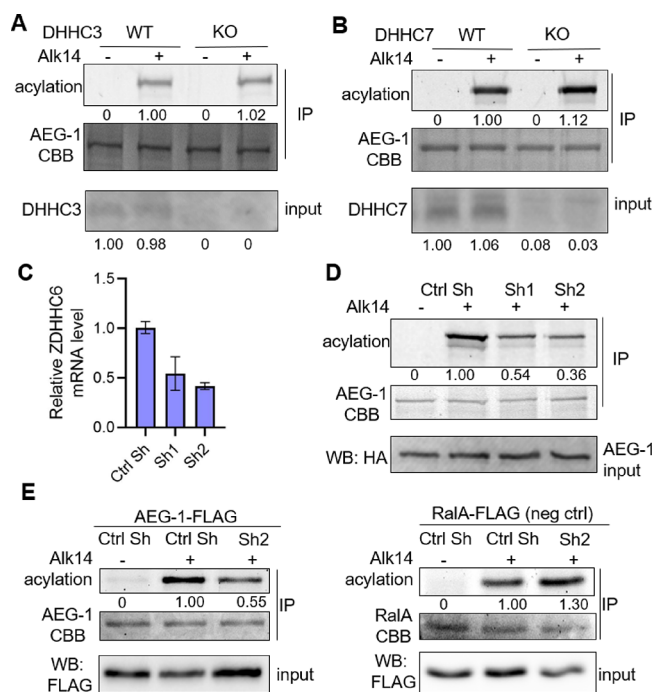 A
DHHC3 WT KO
Alk14 - + - +
acylation
0 1.00 0 1.02
IP
AEG-1
CBB
DHHC3
input
1.00 0.98 0 0
B
DHHC7 WT KO
Alk14 - + - +
acylation
0 1.00 0 1.12
IP
AEG-1
CBB
DHHC7
input
1.00 1.06 0.08 0.03
C
Relative ZDHHC6
mRNA level
1.5
1.0
0.5
0.0
Ctrl Sh
Sh1
Sh2
D
Ctrl Sh Sh1 Sh2
Alk14 - + + +
acylation
0 1.00 0.54 0.36
IP
AEG-1
CBB
WB: HA
AEG-1
input
E
AEG-1-FLAG
Ctrl Sh Ctrl Sh Sh2
Alk14 - + +
acylation
0 1.00 0.55
IP
AEG-1
CBB
WB:
FLAG
input
RalA-FLAG (neg ctrl)
Ctrl Sh Ctrl Sh Sh2
Alk14 - + +
acylation
0 1.00 1.30
IP
RalA
CBB
WB:
FLAG
input